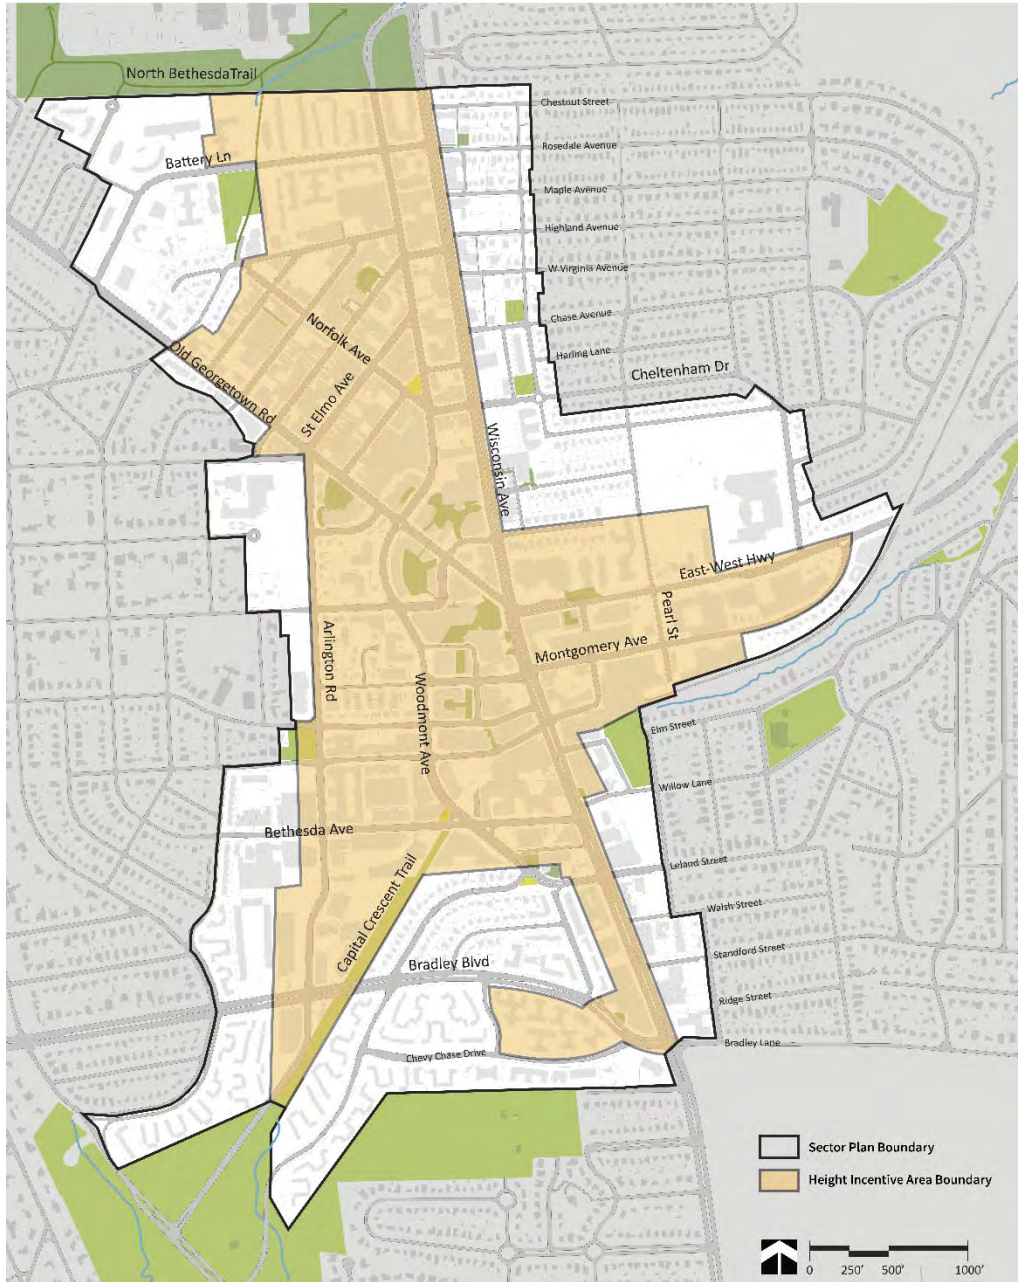 North BethesdaTrail
Chestnut Street
Rosedale Avenue
Battery Ln
Maple Avenue
Highland Avenue
W Virginia Avenue
Chase Avenue
Norfolk Ave
Harling Lane
Old Georgetown Rd
Cheltenham Dr
St Elmo Ave
Wisconsin Ave
East-West Hwy
Pearl St
Arlington Rd
Montgomery Ave
Woodmont Ave
Elm Street
Willow Lane
Bethesda Ave
Leland Street
Capital Crescent Trail
Walsh Street
Standford Street
Bradley Blvd
Ridge Street
Bradley Lane
Chevy Chase Drive
Sector Plan Boundary
Height Incentive Area Boundary
0 250' 500' 1000'